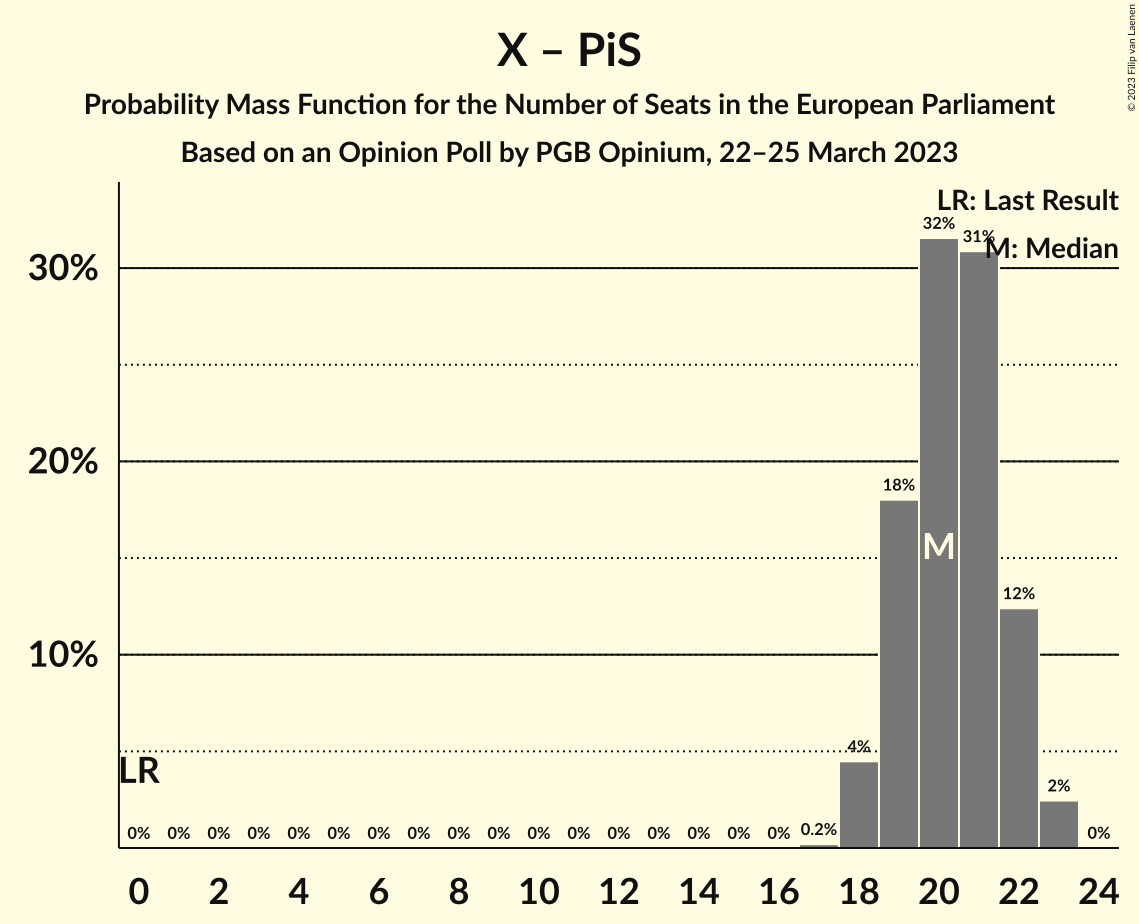 X – PiS
Probability Mass Function for the Number of Seats in the European Parliament
Based on an Opinion Poll by PGB Opinium, 22–25 March 2023
© 2023 Filip van Laenen
LR: Last Result
M: Median
30%
20%
10%
32%
31%
18%
M
12%
4%
LR
2%
0% 0% 0% 0% 0% 0% 0% 0% 0% 0% 0% 0% 0% 0% 0% 0% 0% 0.2% 0%
0 2 4 6 8 10 12 14 16 18 20 22 24